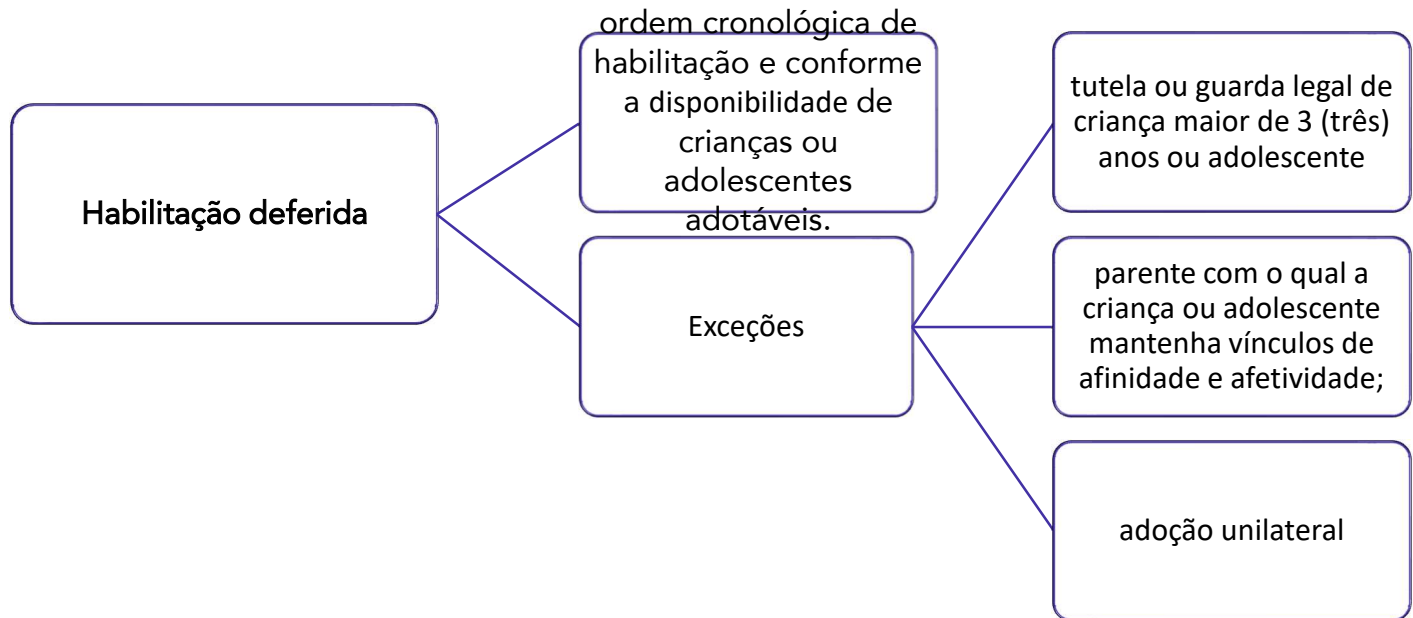 Habilitação deferida
ordem cronológica de
habilitação e conforme
a disponibilidade de
crianças ou
adolescentes
adotáveis.
Exceções
tutela ou guarda legal de
criança maior de 3 (três)
anos ou adolescente
parente com o qual a
criança ou adolescente
mantenha vínculos de
afinidade e afetividade;
adoção unilateral